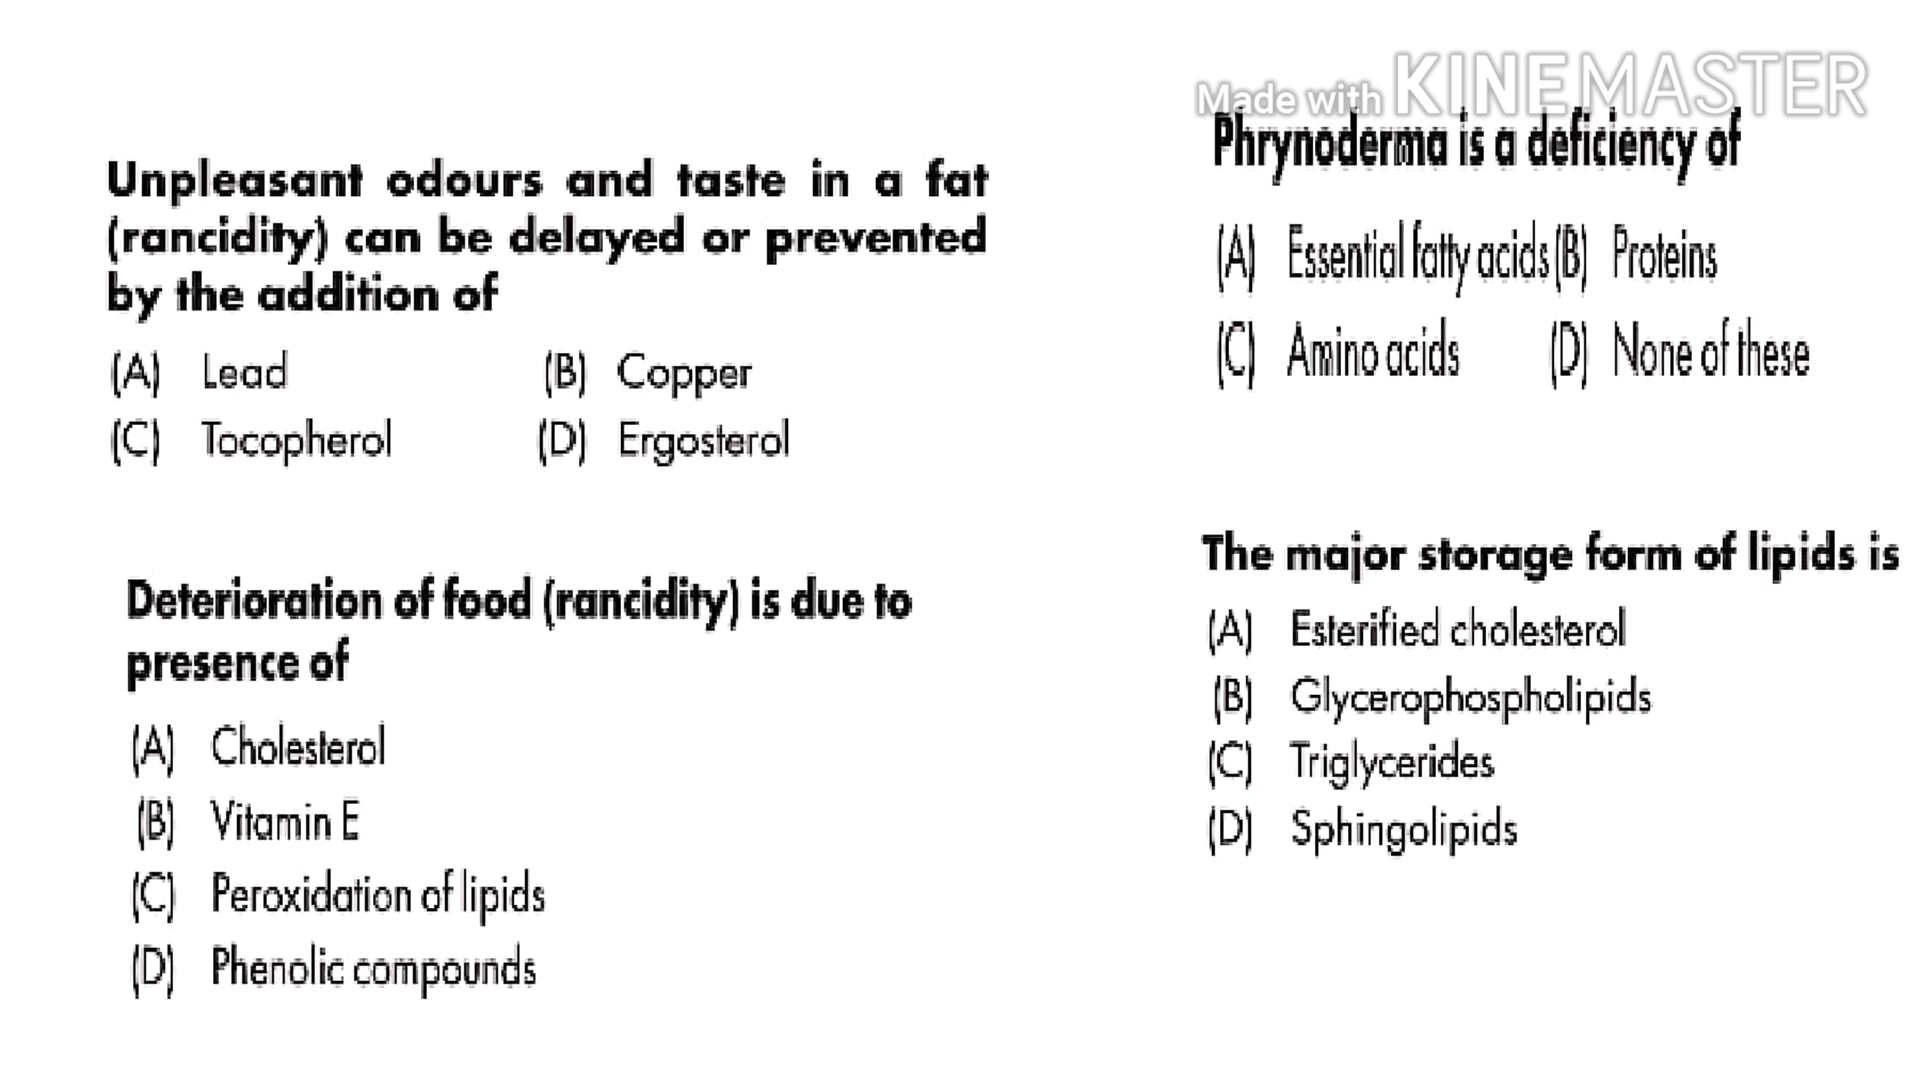 Made with KINEMASTER
Unpleasant odours and taste in a fat
(rancidity) can be delayed or prevented
by the addition of
(A) Lead (B) Copper
(C) Tocopherol (D) Ergosterol
Deterioration of food (rancidity) is due to
presence of
(A) Cholesterol
(B) Vitamin E
(C) Peroxidation of lipids
(D) Phenolic compounds
Phrynoderma is a deficiency of
(A) Essential fatty acids (B) Proteins
(C) Amino acids (D) None of these
The major storage form of lipids is
(A) Esterified cholesterol
(B) Glycerophospholipids
(C) Triglycerides
(D) Sphingolipids